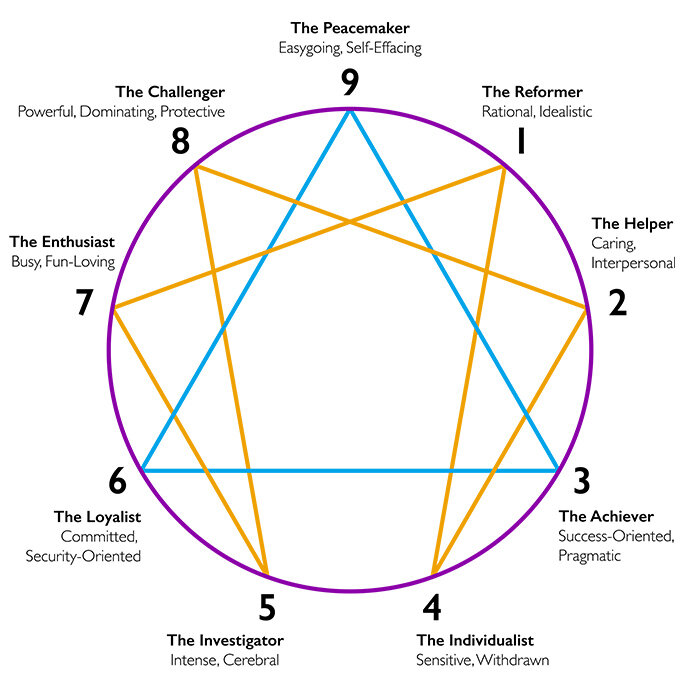 The Peacemaker
Easygoing, Self-Effacing
9
The Reformer
Rational, Idealistic
1
The Helper
Caring,
Interpersonal
2
3
The Achiever
Success-Oriented,
Pragmatic
4
The Individualist
Sensitive, Withdrawn
5
The Investigator
Intense, Cerebral
6
The Loyalist
Committed,
Security-Oriented
The Enthusiast
Busy, Fun-Loving
7
The Challenger
Powerful, Dominating, Protective
8